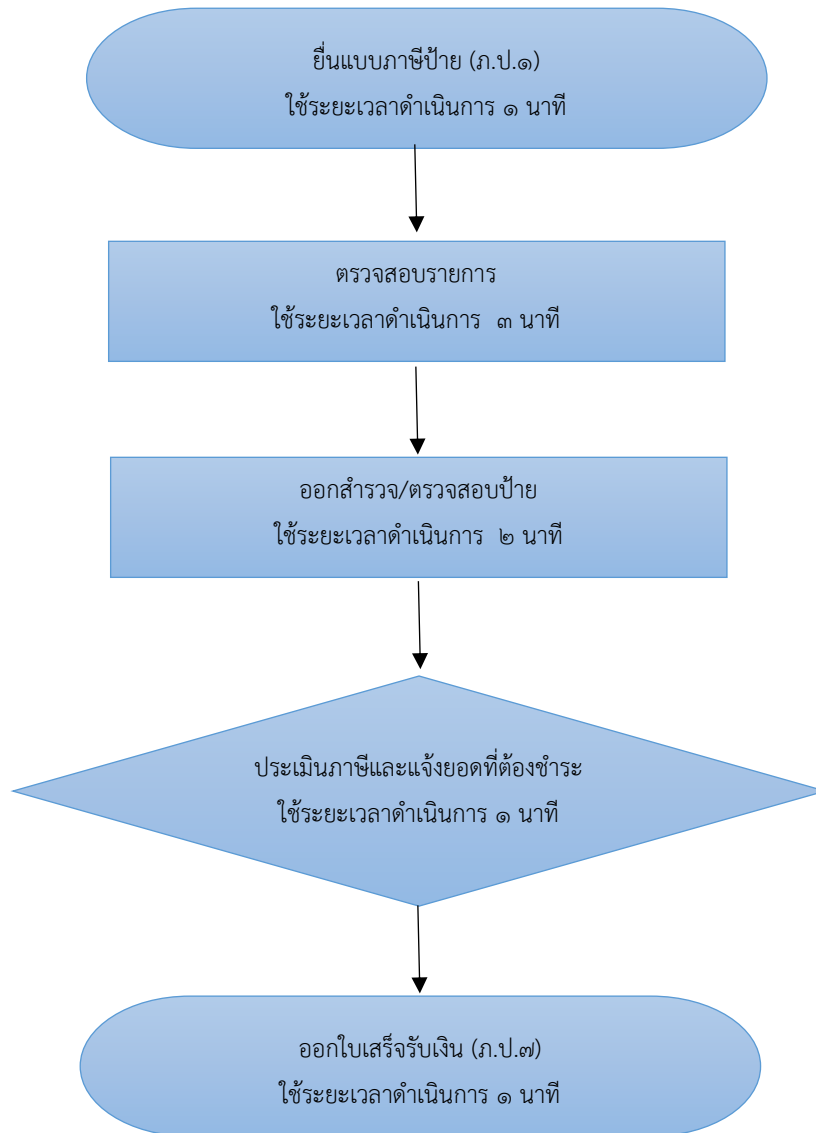 ยื่นแบบภาษีป้าย (ภ.ป.๑)
ใช้ระยะเวลาดำเนินการ ๑ นาที
ตรวจสอบรายการ
ใช้ระยะเวลาดำเนินการ ๓ นาที
ออกสำรวจ/ตรวจสอบป้าย
ใช้ระยะเวลาดำเนินการ ๒ นาที
ประเมินภาษีและแจ้งยอดที่ต้องชำระ
ใช้ระยะเวลาดำเนินการ ๑ นาที
ออกใบเสร็จรับเงิน (ภ.ป.๗)
ใช้ระยะเวลาดำเนินการ ๑ นาที